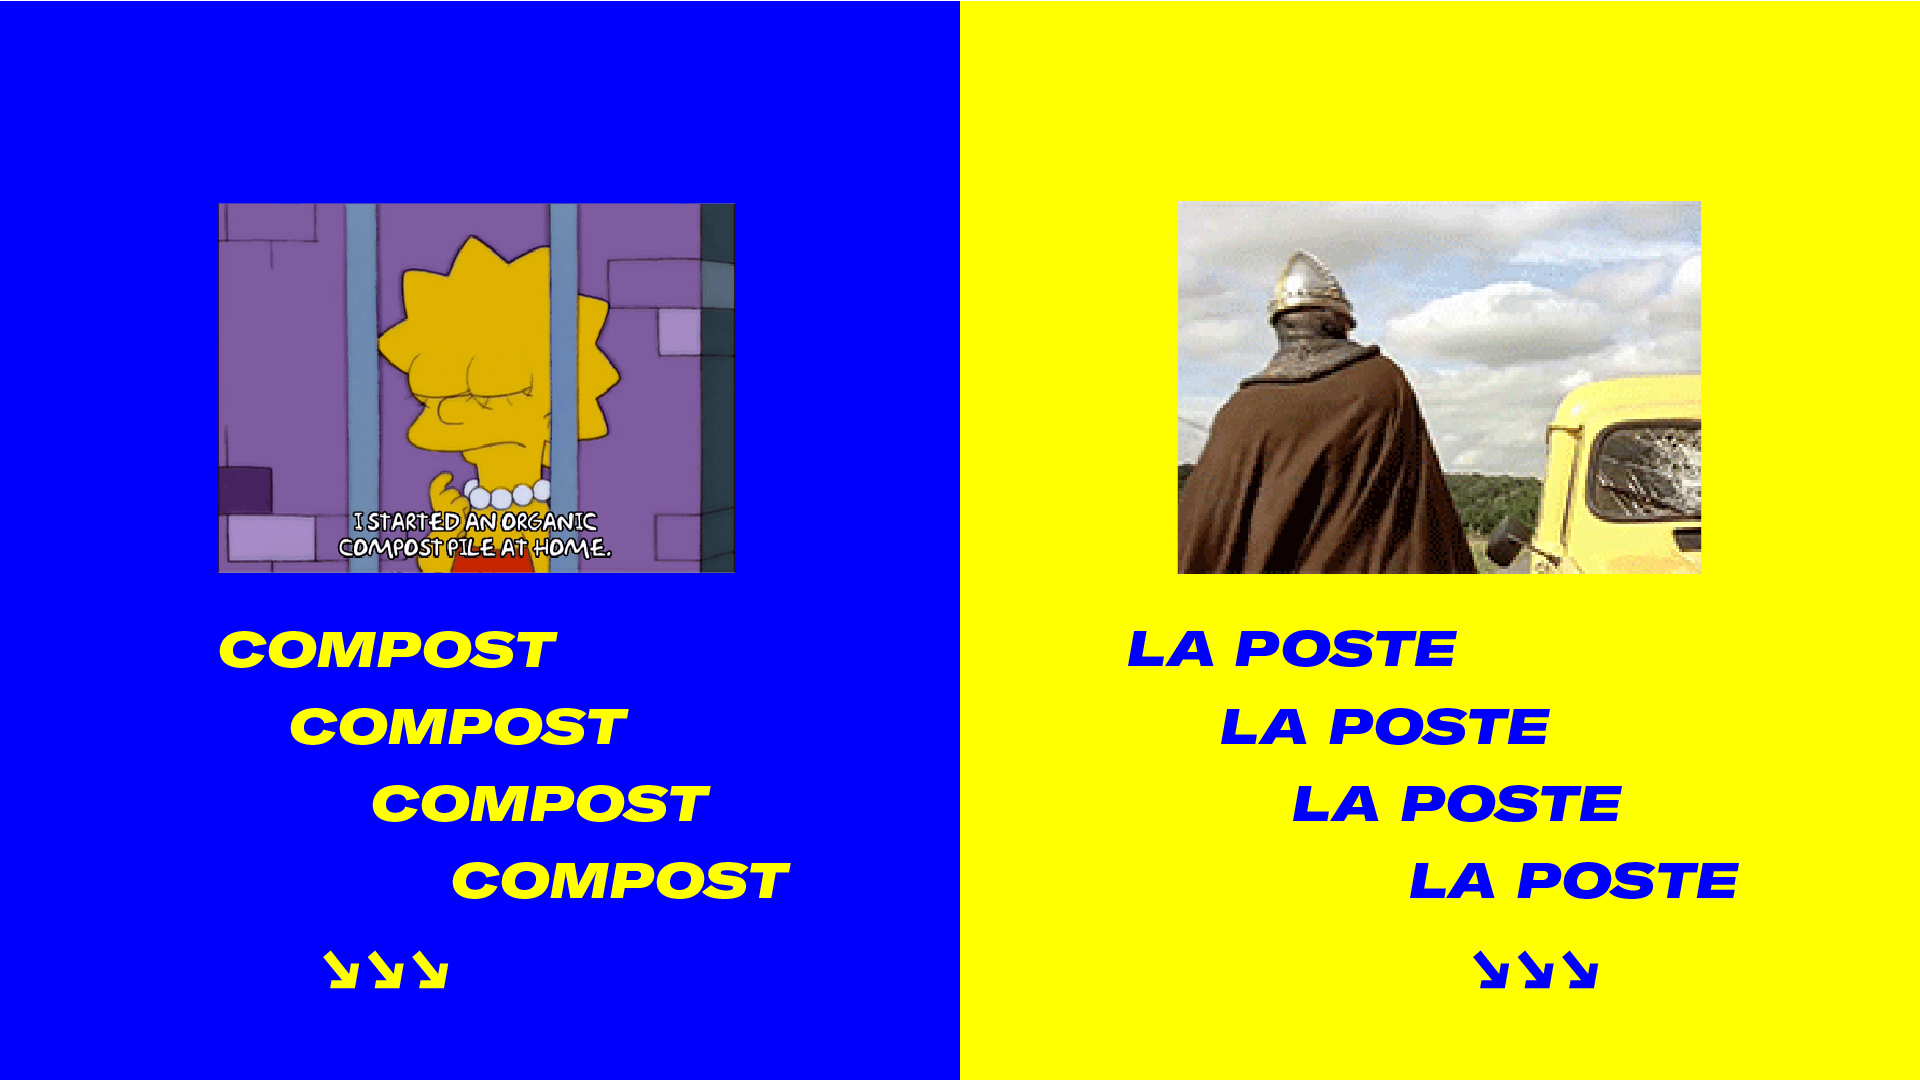 I STARTED AN ORGANIC
COMPOST PILE AT HOME.
COMPOST
COMPOST
COMPOST
COMPOST
↘↘↘
LA POSTE
LA POSTE
LA POSTE
LA POSTE
↘↘↘